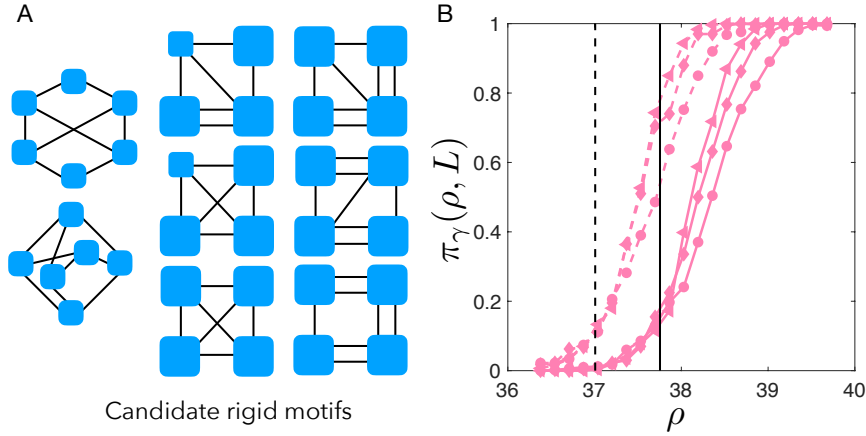 A
Candidate rigid motifs
B
π_γ(ρ, L)
1
0.8
0.6
0.4
0.2
0
36
37
38
39
40
ρ